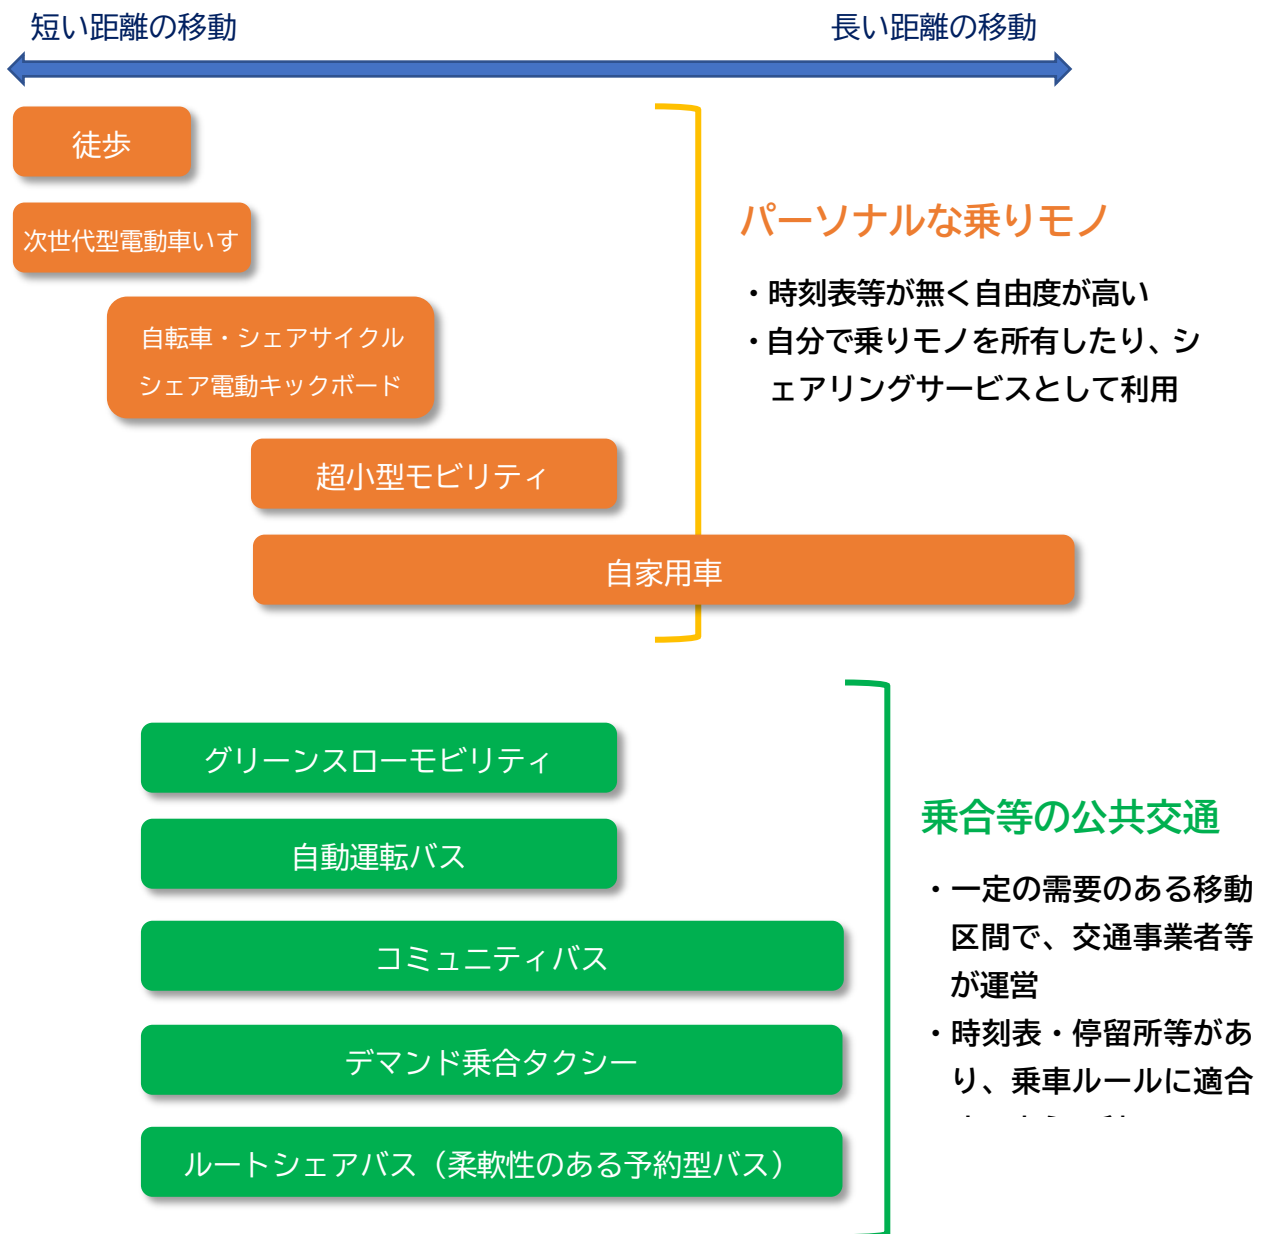 短い距離の移動
長い距離の移動
徒歩
次世代型電動車いす
自転車・シェアサイクル
シェア電動キックボード
超小型モビリティ
自家用車
パーソナルな乗りモノ
・時刻表等が無く自由度が高い
・自分で乗りモノを所有したり、シ
ェアリングサービスとして利用
グリーンスローモビリティ
自動運転バス
コミュニティバス
デマンド乗合タクシー
ルートシェアバス（柔軟性のある予約型バス）
乗合等の公共交通
・一定の需要のある移動
区間で、交通事業者等
が運営
・時刻表・停留所等があ
り、乗車ルールに適合